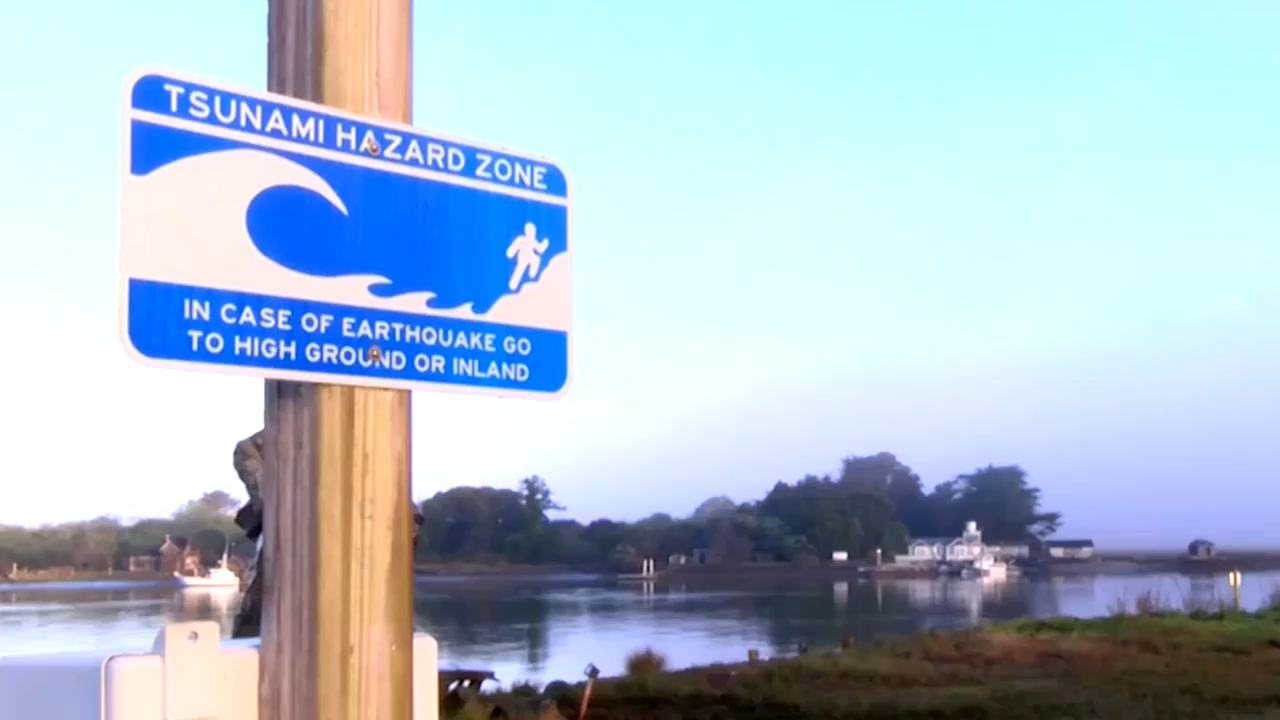 TSUNAMI HAZARD ZONE
IN CASE OF EARTHQUAKE GO
TO HIGH GROUND OR INLAND